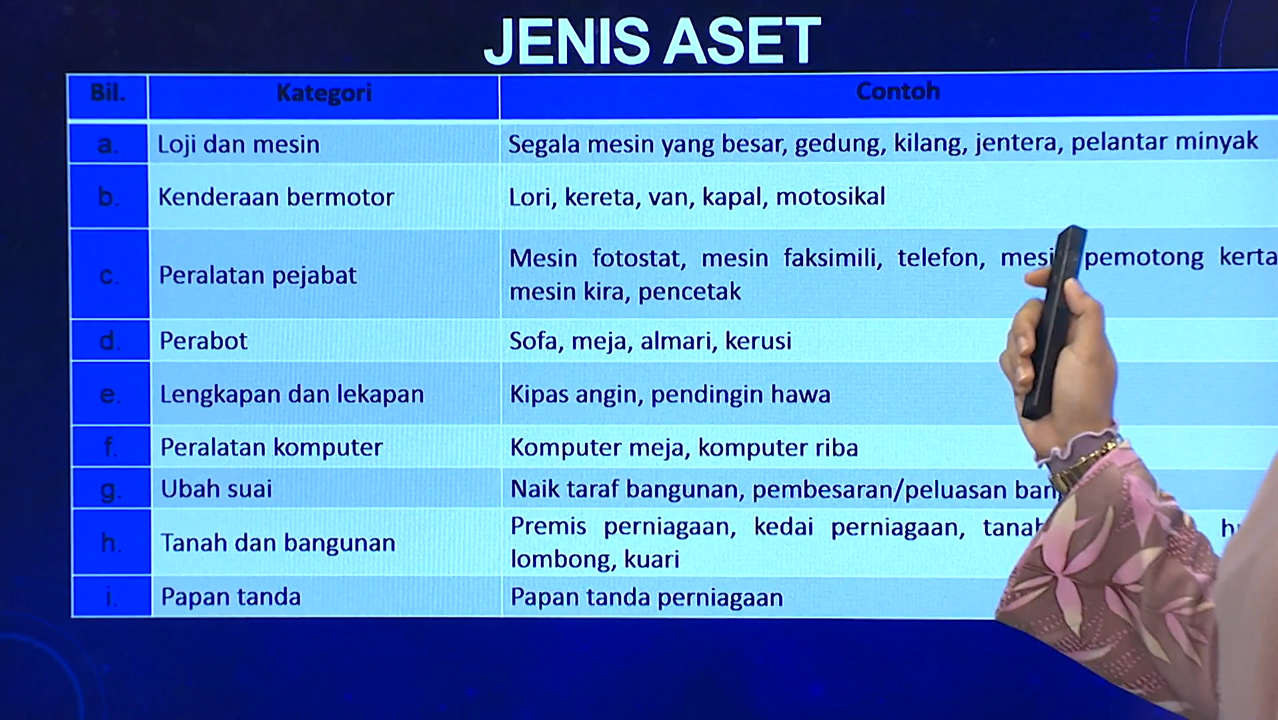 JENIS ASET
Bil. Kategori Contoh
a. Loji dan mesin Segala mesin yang besar, gedung, kilang, jentera, pelantar minyak
b. Kenderaan bermotor Lori, kereta, van, kapal, motosikal
c. Peralatan pejabat Mesin fotostat, mesin faksimili, telefon, pemotong
mesin kira, pencetak
d. Perabot Sofa, meja, almari, kerusi
e. Lengkapan dan lekapan Kipas angin, pendingin hawa
f. Peralatan komputer Komputer meja, komputer riba
g. Ubah suai Naik taraf bangunan, pembesaran/peluasan
h. Tanah dan bangunan Premis perniagaan, kedai perniagaan,
lombong, kuari
i. Papan tanda Papan tanda perniagaan